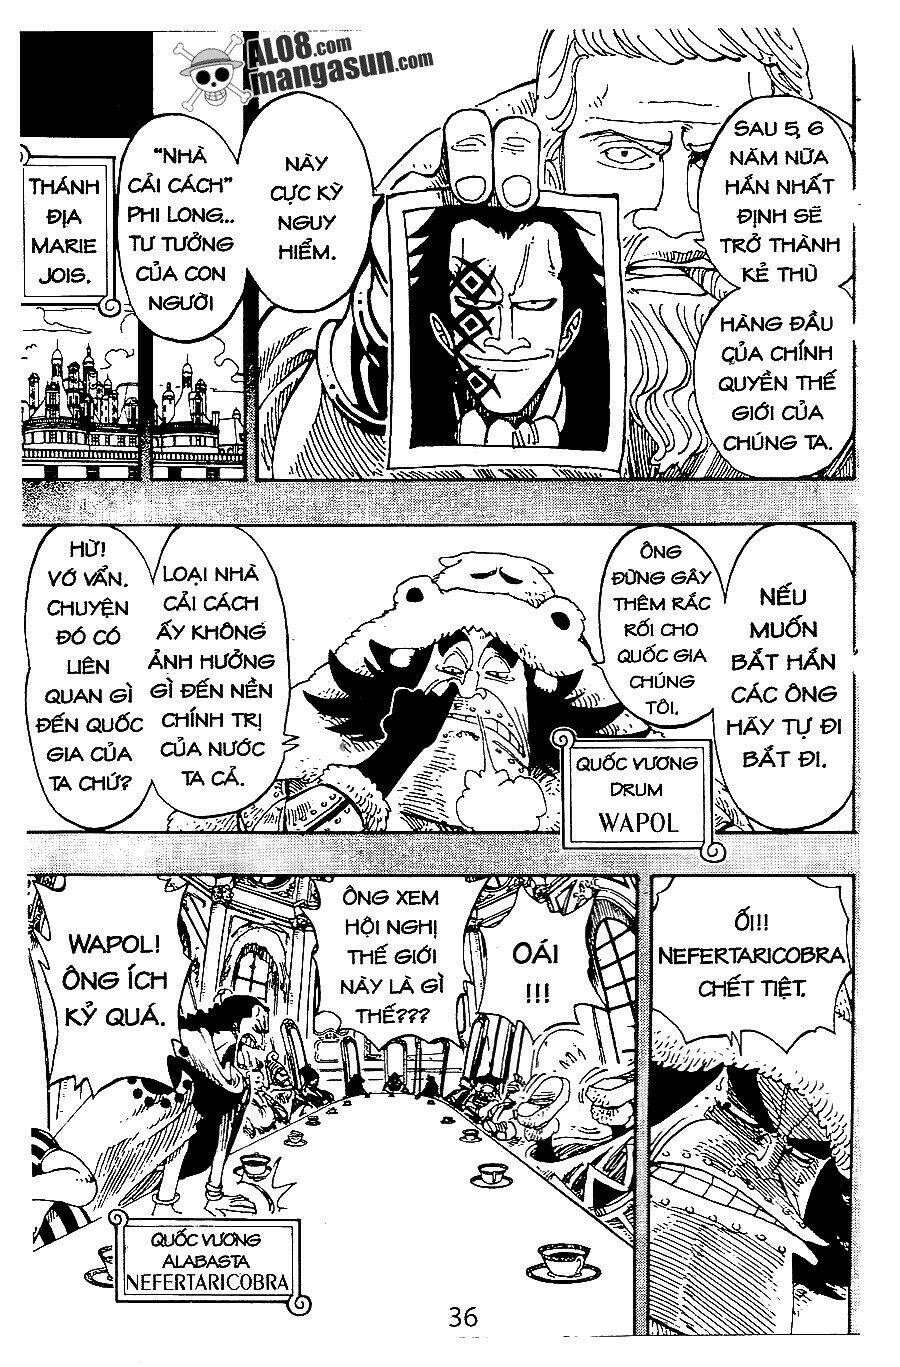 AL08.com
mangasun.com
THÁNH
ĐỊA
MARIE
JOIS.
"NHÀ
CẢI CÁCH"
PHI LONG..
TƯ TƯỞNG
CỦA CON
NGƯỜI
NÀY
CỰC KỲ
NGUY
HIỂM.
SAU 5, 6
NĂM NỮA
HẮN NHẤT
ĐỊNH SẼ
TRỞ THÀNH
KẺ THÙ
HÀNG ĐẦU
CỦA CHÍNH
QUYỀN THẾ
GIỚI CỦA
CHÚNG TA.
HỪ!
VỚ VẨN.
CHUYỆN
ĐÓ CÓ
LIÊN
QUAN GÌ
ĐẾN QUỐC
GIA CỦA
TA CHỨ?
LOẠI NHÀ
CẢI CÁCH
ẤY KHÔNG
ẢNH HƯỞNG
GÌ ĐẾN NỀN
CHÍNH TRỊ
CỦA NƯỚC
TA CẢ.
ÔNG
ĐỪNG GÂY
THÊM RẮC
RỐI CHO
QUỐC GIA
CHÚNG
TÔI.
NẾU
MUỐN
BẮT HẮN
CÁC ÔNG
HÃY TỰ ĐI
BẮT ĐI.
QUỐC VƯƠNG
DRUM
WAPOL
WAPOL!
ÔNG ÍCH
KỶ QUÁ.
ÔNG XEM
HỘI NGHỊ
THẾ GIỚI
NÀY LÀ GÌ
THẾ???
OÁI
!!!
ỐI!!!
NEFERTARICOBRA
CHẾT TIỆT.
QUỐC VƯƠNG
ALABASTA
NEFERTARICOBRA
36